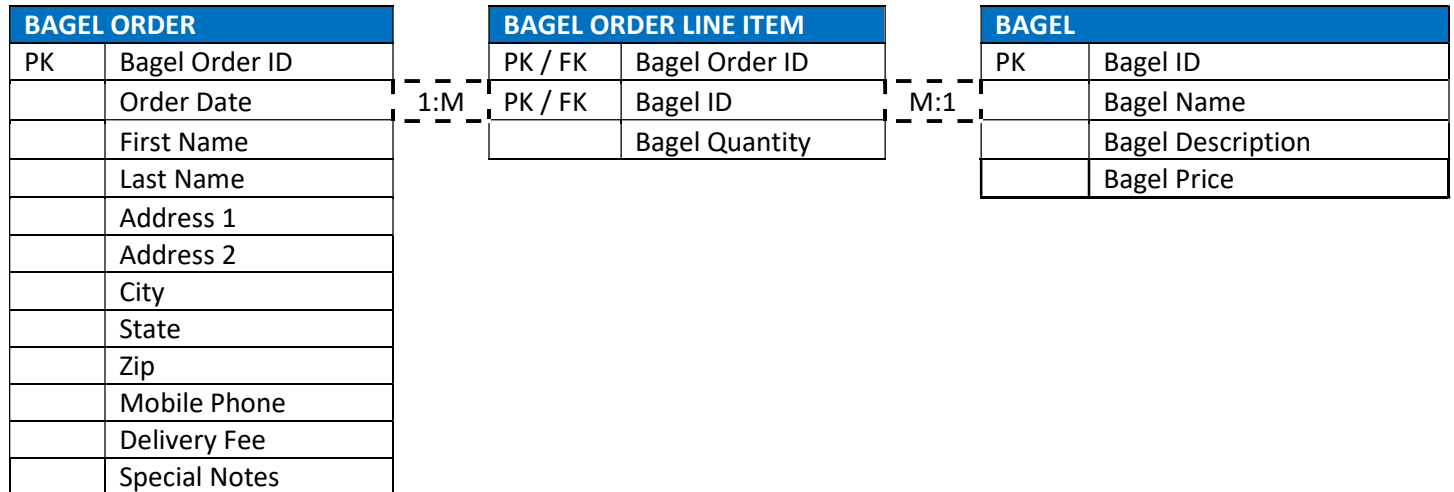 BAGEL ORDER
PK Bagel Order ID
Order Date
First Name
Last Name
Address 1
Address 2
City
State
Zip
Mobile Phone
Delivery Fee
Special Notes
1:M
BAGEL ORDER LINE ITEM
PK / FK Bagel Order ID
PK / FK Bagel ID
Bagel Quantity
M:1
BAGEL
PK Bagel ID
Bagel Name
Bagel Description
Bagel Price